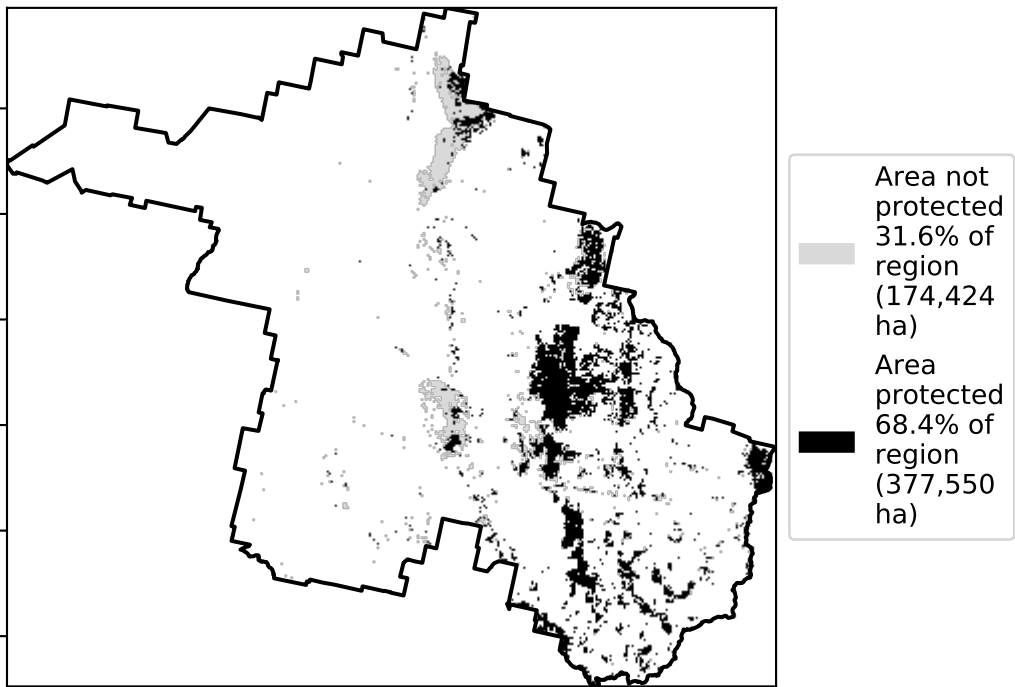 Area not
protected
31.6% of
region
(174,424
ha)
Area
protected
68.4% of
region
(377,550
ha)